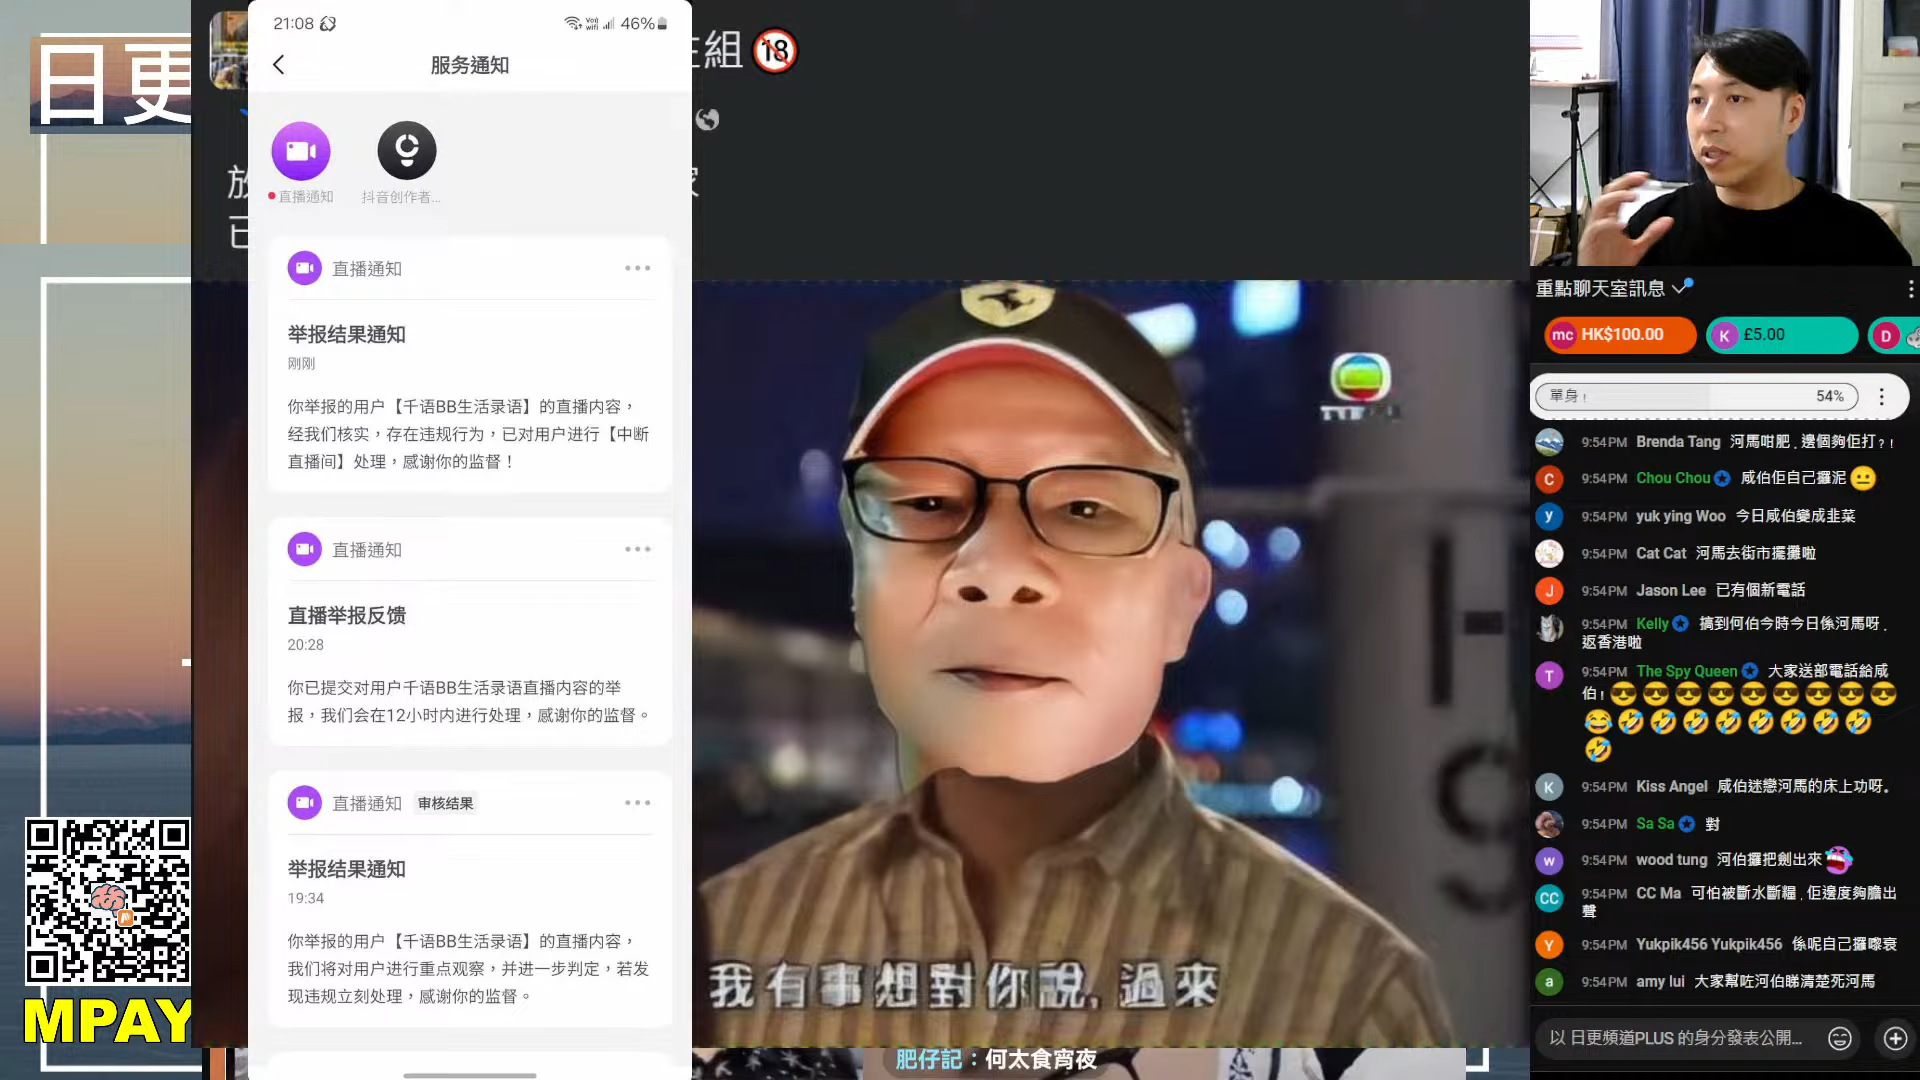 日更
21:08
46%
服务通知
直播通知
抖音创作者...
直播通知
举报结果通知
刚刚
你举报的用户【千语BB生活录语】的直播内容，
经我们核实，存在违规行为，已对用户进行【中断
直播间】处理，感谢你的监督！
直播通知
直播举报反馈
20:28
你已提交对用户千语BB生活录语直播内容的举
报，我们会在12小时内进行处理，感谢你的监督。
直播通知 审核结果
举报结果通知
19:34
你举报的用户【千语BB生活录语】的直播内容，
我们将对用户进行重点观察，并进一步判定，若发
现违规立刻处理，感谢你的监督。
組 18
放
已
我有事想對你說, 過來
肥仔記：何太食宵夜
MPAY
重點聊天室訊息
mc HK$100.00
K £5.00
D
單身！ 54%
9:54PM Brenda Tang 河馬咁肥，邊個夠佢打？！
C 9:54PM Chou Chou 咸伯佢自己攞泥
y 9:54PM yuk ying Woo 今日咸伯變成韭菜
9:54PM Cat Cat 河馬去街市擺攤啦
J 9:54PM Jason Lee 已有個新電話
9:54PM Kelly 搞到何伯今時今日係河馬呀，
返香港啦
T 9:54PM The Spy Queen 大家送部電話給咸
伯！
K 9:54PM Kiss Angel 咸伯迷戀河馬的床上功呀。
9:54PM Sa Sa 對
w 9:54PM wood tung 河伯攞把劍出來
CC 9:54PM CC Ma 可怕被斷水斷糧，佢邊度夠膽出
聲
Y 9:54PM Yukpik456 Yukpik456 係呢自己攞嚟衰
a 9:54PM amy lui 大家幫咗河伯睇清楚死河馬
以 日更頻道PLUS 的身分發表公開...